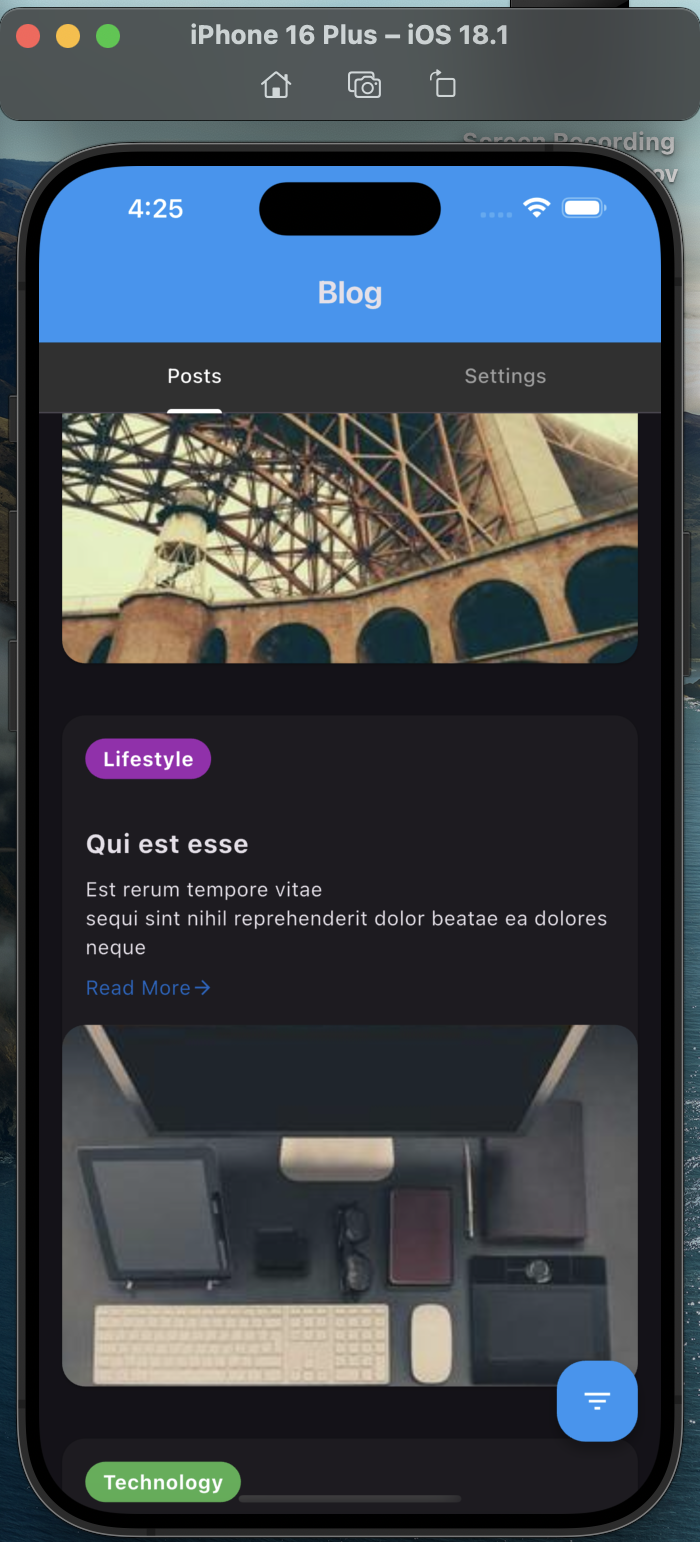 iPhone 16 Plus – iOS 18.1
Screen Recording
ov
4:25
Blog
Posts Settings
Lifestyle
Qui est esse
Est rerum tempore vitae
sequi sint nihil reprehenderit dolor beatae ea dolores
neque
Read More→
Technology